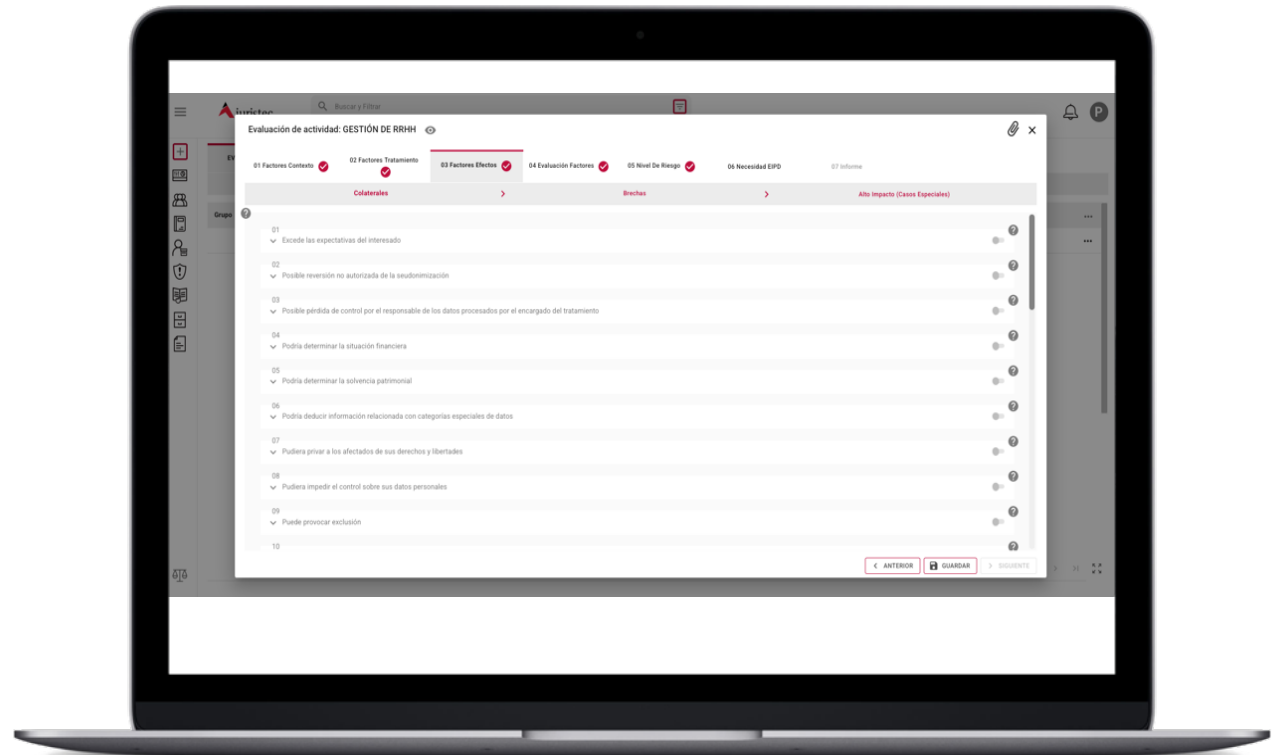 juristec
Buscar y Filtrar
P
Evaluación de actividad: GESTIÓN DE RRHH
01 Factores Contexto
02 Factores Tratamiento
03 Factores Efectos
04 Evaluación Factores
05 Nivel De Riesgo
06 Necesidad EIPD
07 Informe
Colaterales
Brechas
Alto Impacto (Casos Especiales)
EV
Grupo
01
Excede las expectativas del interesado
02
Posible reversión no autorizada de la seudonimización
03
Posible pérdida de control por el responsable de los datos procesados por el encargado del tratamiento
04
Podría determinar la situación financiera
05
Podría determinar la solvencia patrimonial
06
Podría deducir información relacionada con categorías especiales de datos
07
Pudiera privar a los afectados de sus derechos y libertades
08
Pudiera impedir el control sobre sus datos personales
09
Puede provocar exclusión
10
ANTERIOR
GUARDAR
SIGUIENTE